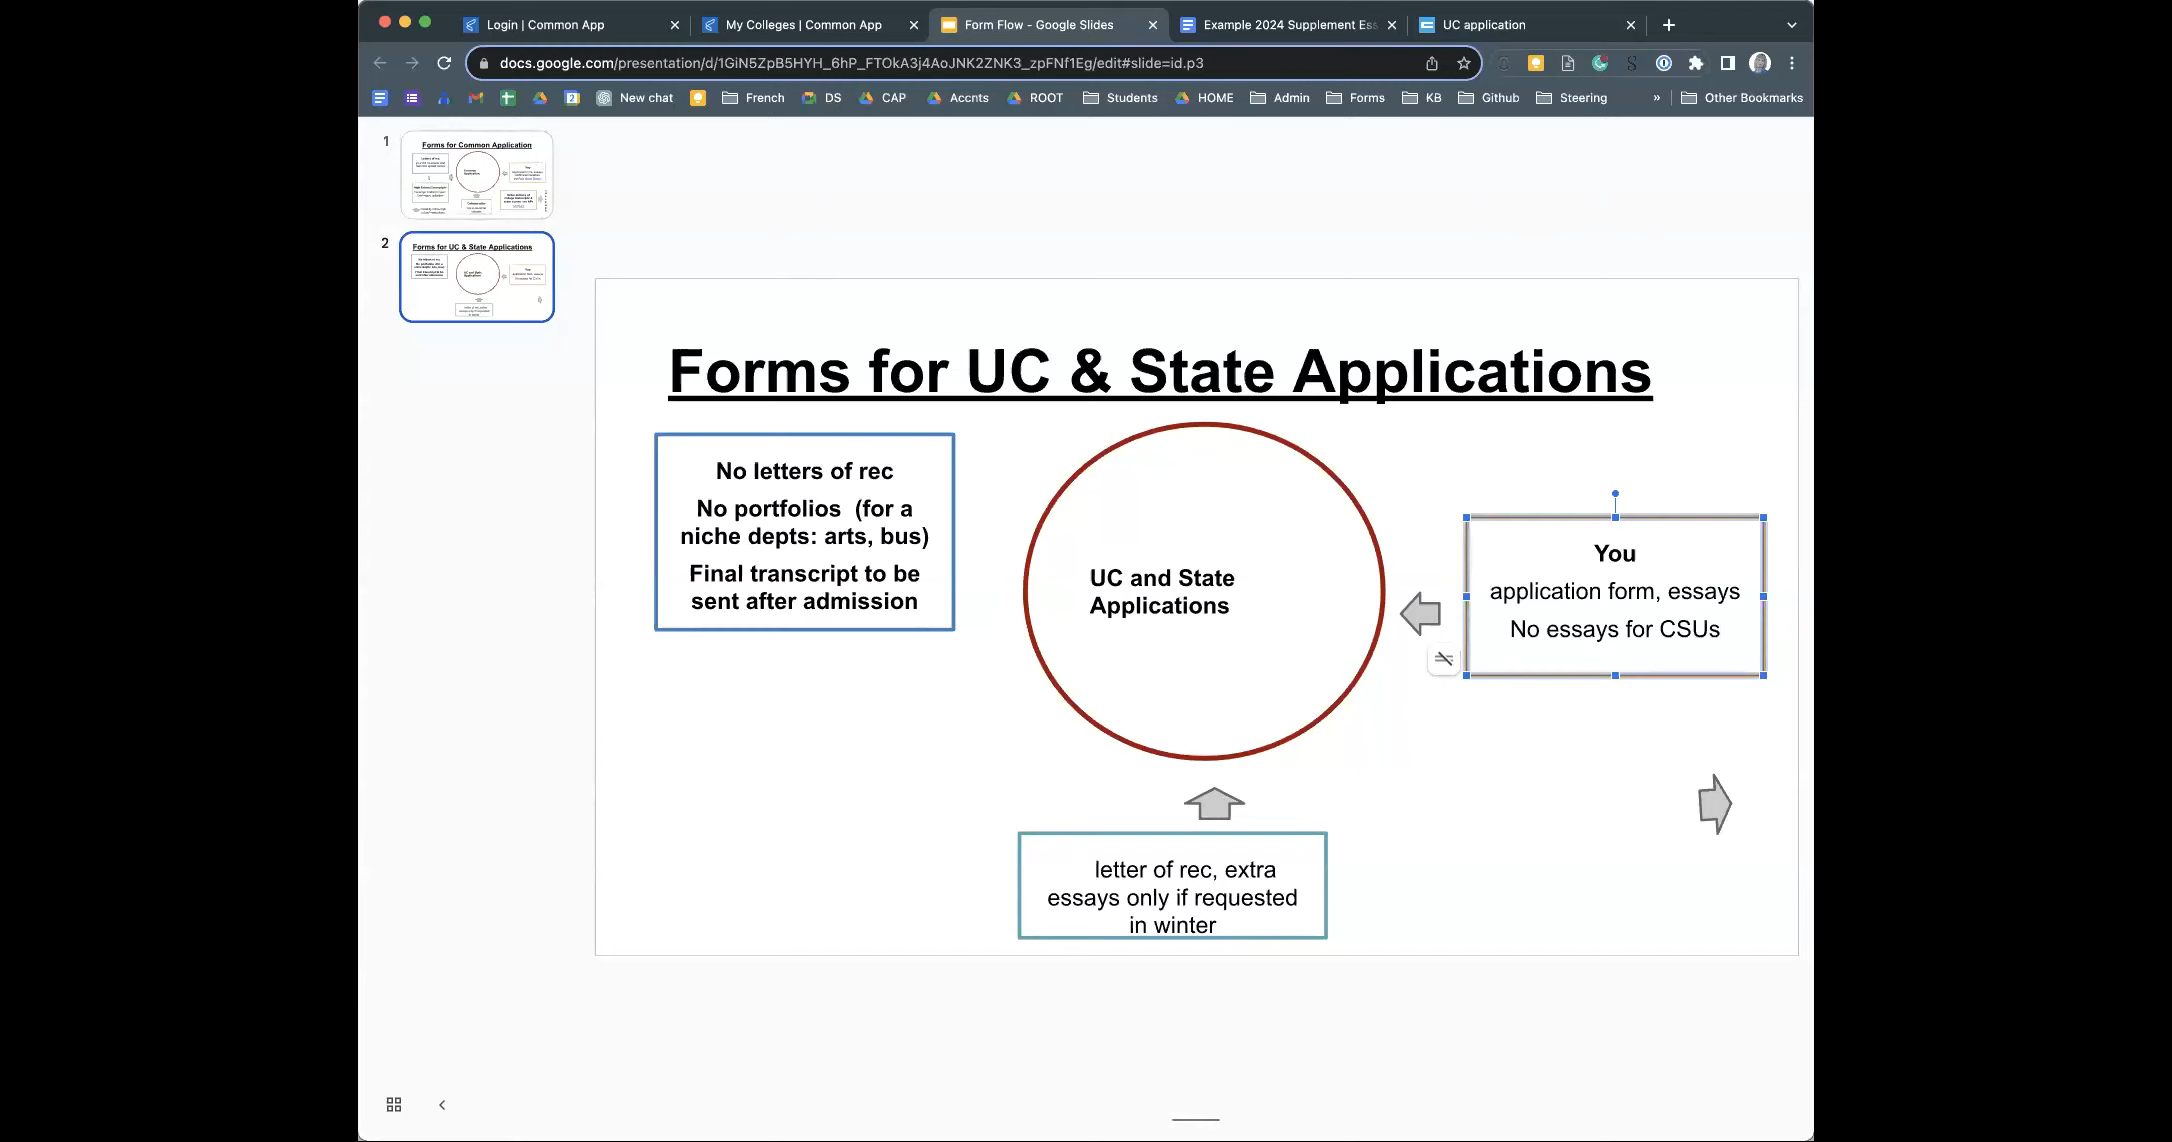 Login | Common App
My Colleges | Common App
Form Flow - Google Slides
Example 2024 Supplement Ess
UC application
docs.google.com/presentation/d/1GiN5ZpB5HYH_6hP_FTOkA3j4AoJNK2ZNK3_zpFNf1Eg/edit#slide=id.p3
New chat
French
DS
CAP
Accnts
ROOT
Students
HOME
Admin
Forms
KB
Github
Steering
»
Other Bookmarks
1
Forms for Common Application
2
Forms for UC & State Applications
Forms for UC & State Applications
No letters of rec
No portfolios (for a
niche depts: arts, bus)
Final transcript to be
sent after admission
UC and State
Applications
You
application form, essays
No essays for CSUs
letter of rec, extra
essays only if requested
in winter